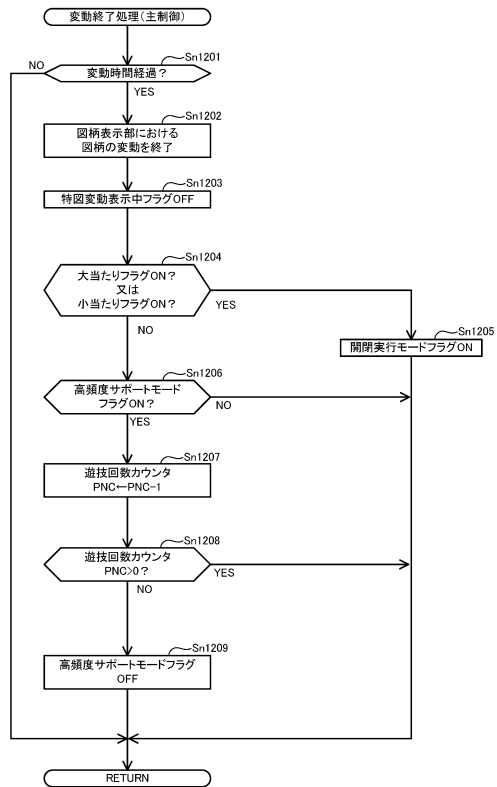 変動終了処理(主制御)
Sn1201
変動時間経過?
NO
YES
Sn1202
図柄表示部における
図柄の変動を終了
Sn1203
特図変動表示中フラグOFF
Sn1204
大当たりフラグON?
又は
小当たりフラグON?
YES
NO
Sn1205
開閉実行モードフラグON
Sn1206
高頻度サポートモード
フラグON?
NO
YES
Sn1207
遊技回数カウンタ
PNC←PNC-1
Sn1208
遊技回数カウンタ
PNC>0?
YES
NO
Sn1209
高頻度サポートモードフラグ
OFF
RETURN